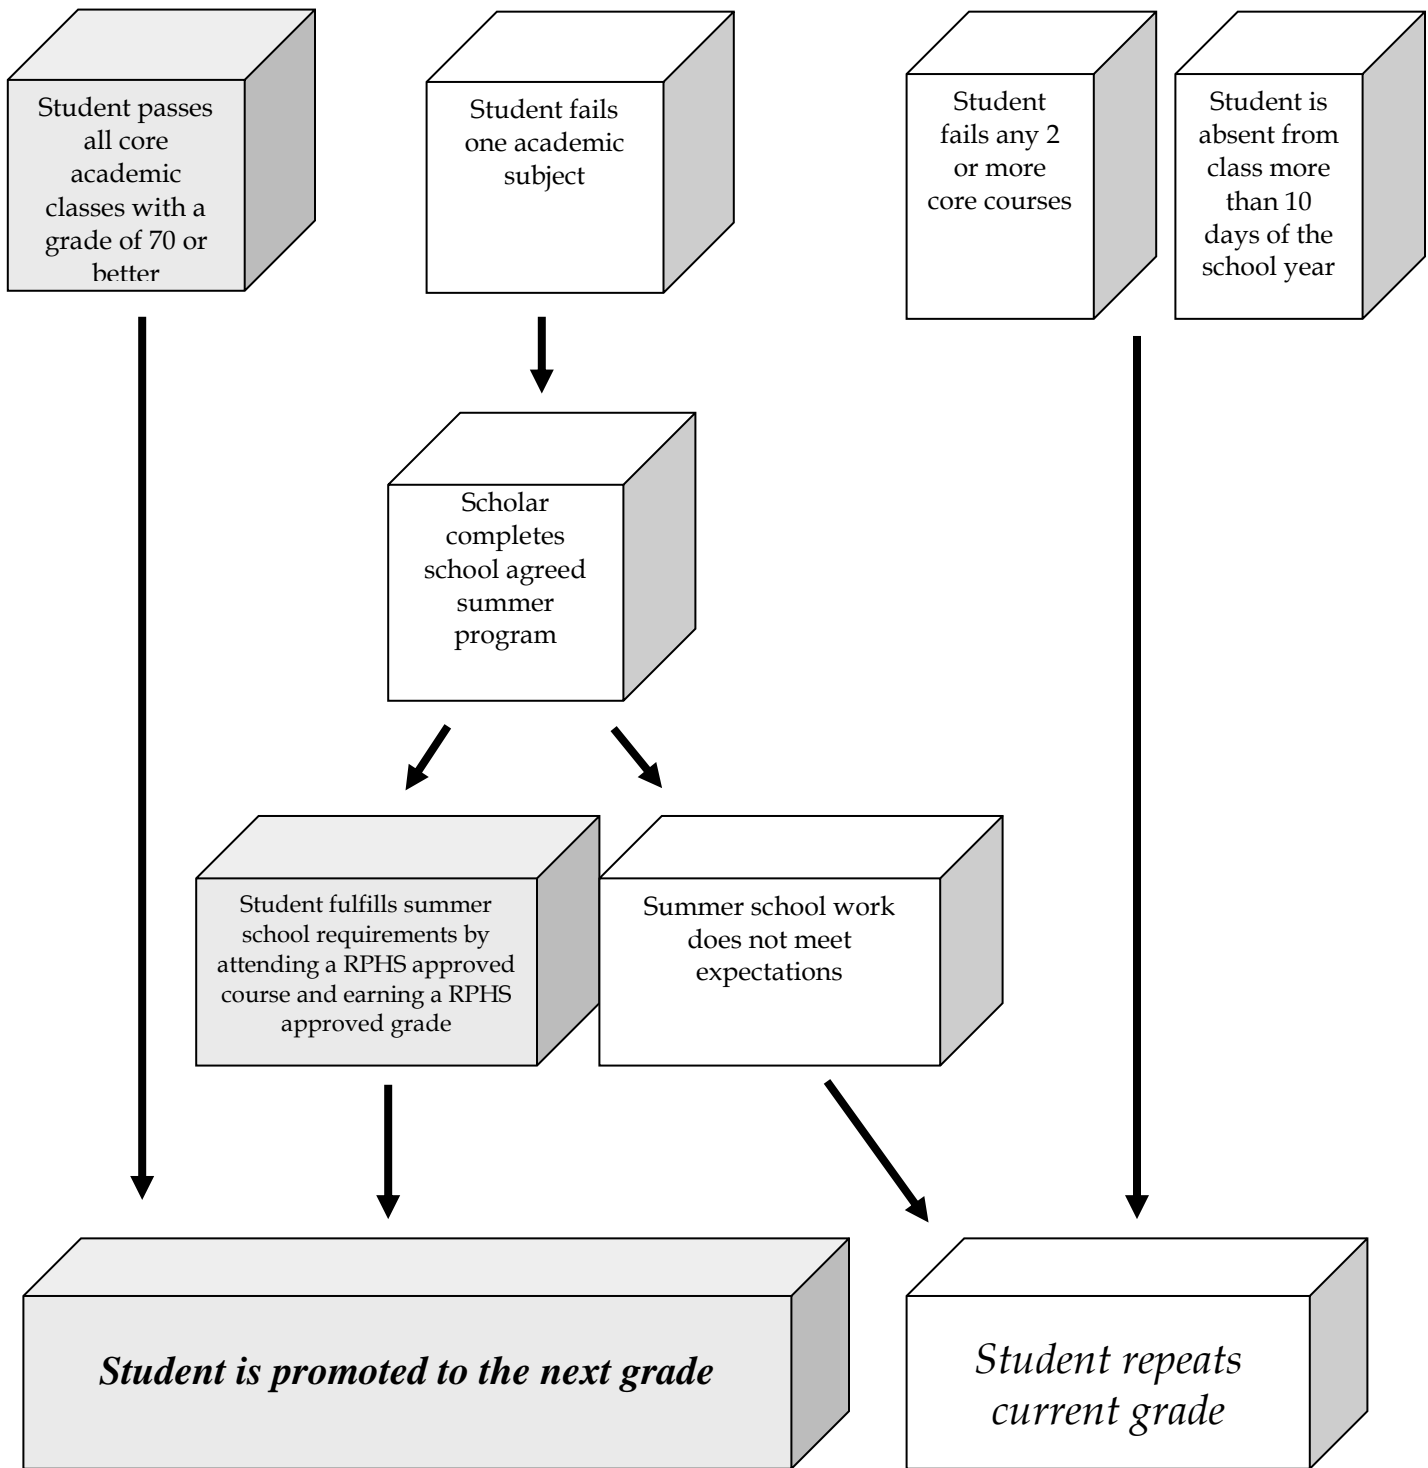 Student passes
all core
academic
classes with a
grade of 70 or
better
Student fails
one academic
subject
Student
fails any 2
or more
core courses
Student is
absent from
class more
than 10
days of the
school year
Scholar
completes
school agreed
summer
program
Student fulfills summer
school requirements by
attending a RPHS approved
course and earning a RPHS
approved grade
Summer school work
does not meet
expectations
Student is promoted to the next grade
Student repeats
current grade